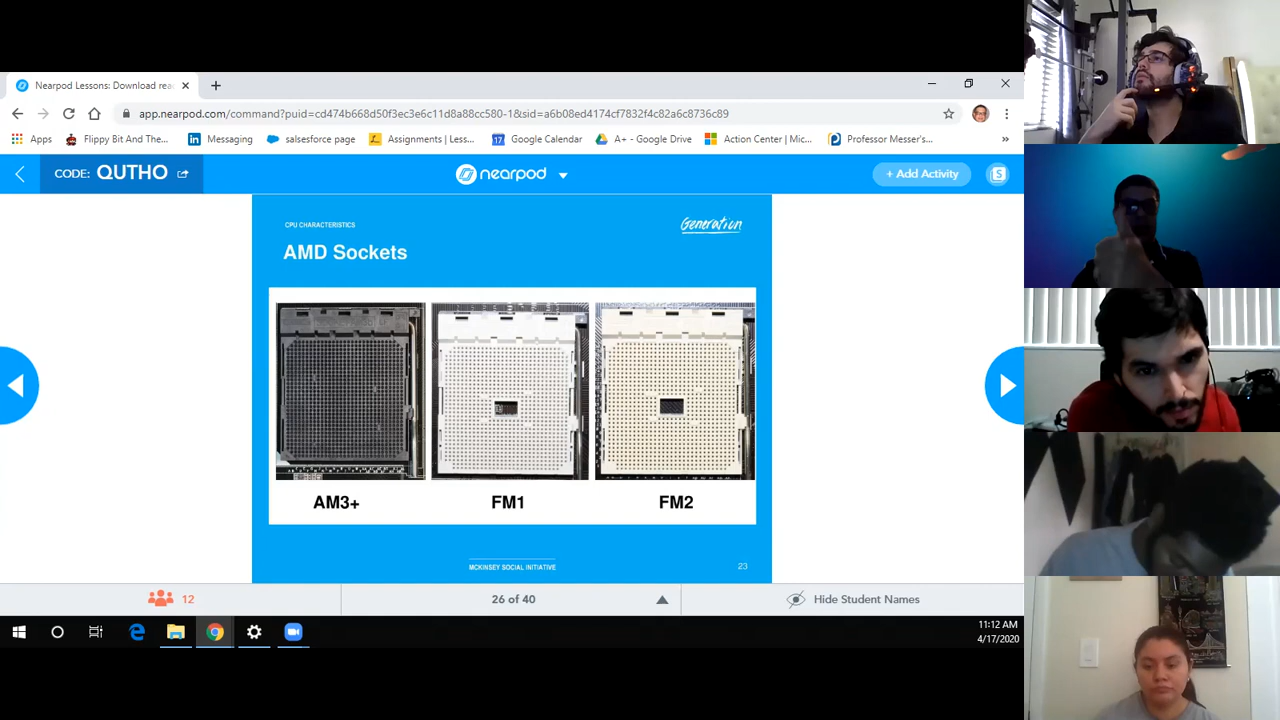 Nearpod Lessons: Download rea
app.nearpod.com/command?puid=cd47b668d50f3ec3e6c11d8a88cc580-1&sid=a6b08ed4174cf7832f4c82a6c8736c89
Apps Flippy Bit And The... Messaging salsesforce page Assignments | Less... Google Calendar A+ - Google Drive Action Center | Mic... Professor Messer's... »
CODE: QUTHO nearpod + Add Activity S
CPU CHARACTERISTICS
Generation
AMD Sockets
AM3+ FM1 FM2
MCKINSEY SOCIAL INITIATIVE 23
12 26 of 40 Hide Student Names
11:12 AM
4/17/2020